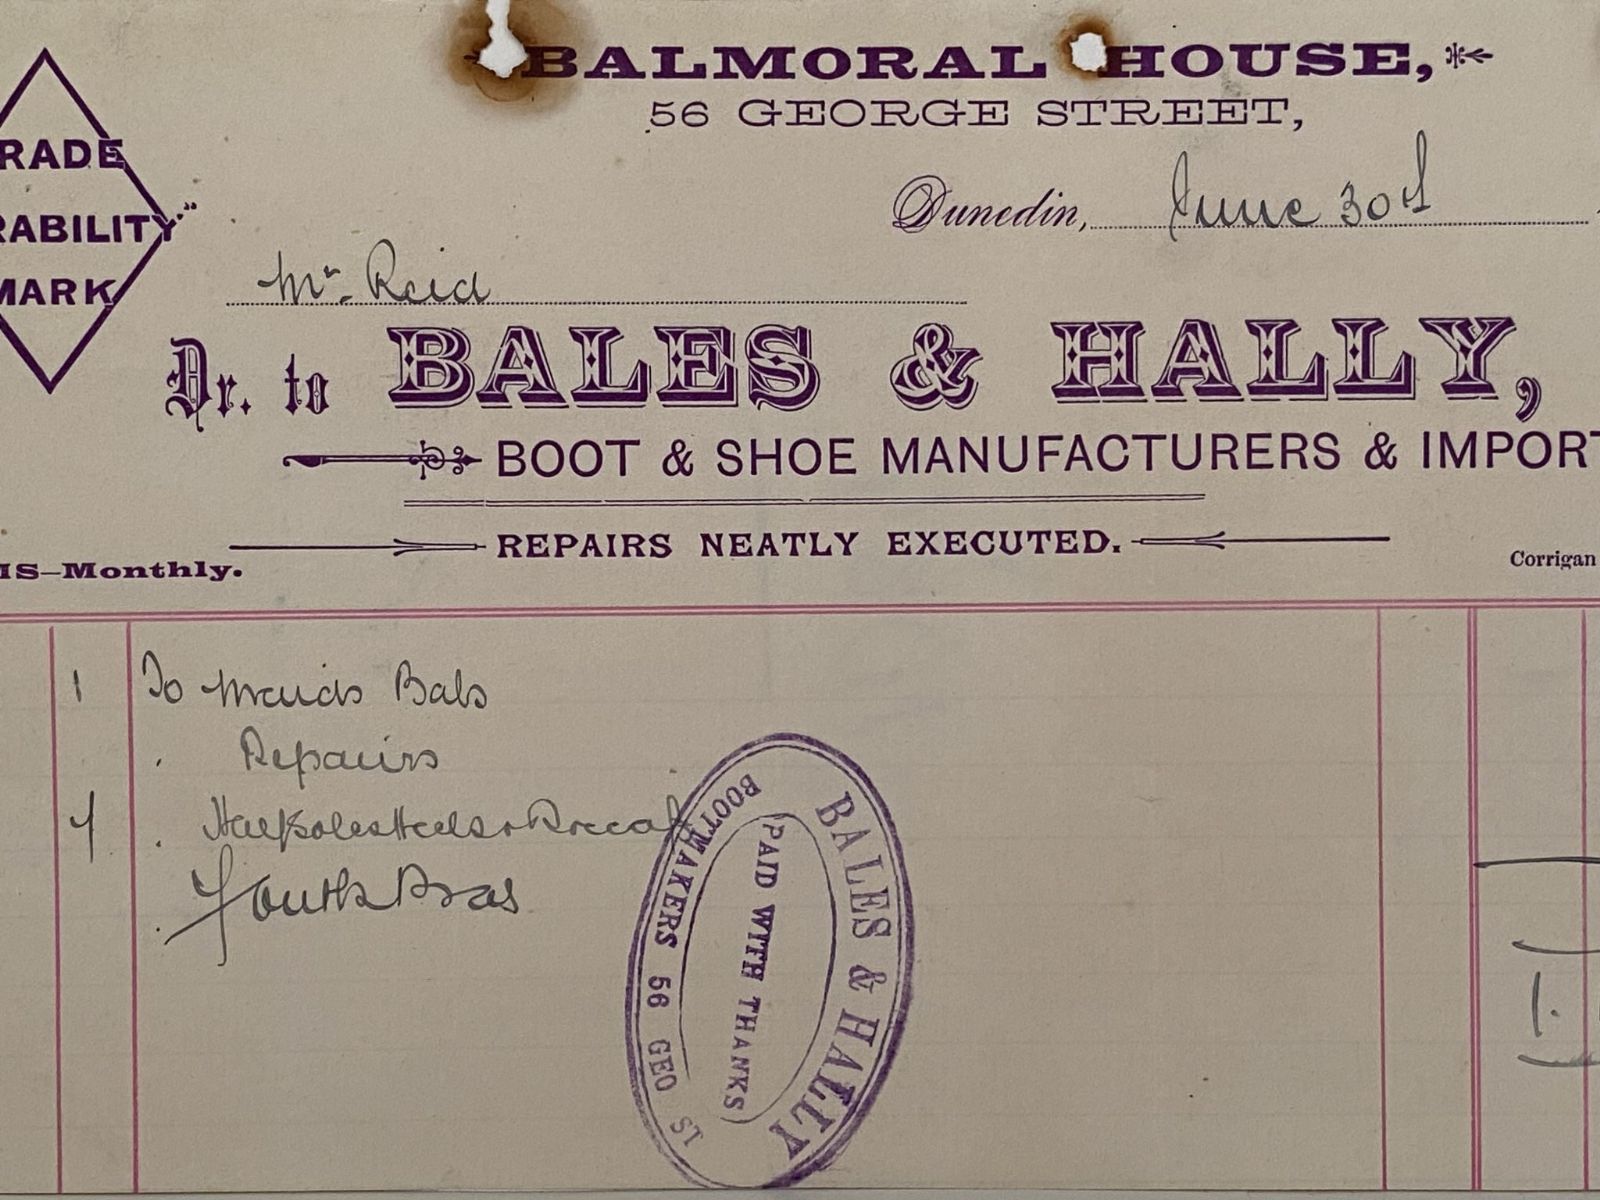 BALMORAL HOUSE,
56 GEORGE STREET,
RADE
RABILITY"
MARK
Dunedin, June 30
Mr. Reid
Dr. to BALES & HALLY,
BOOT & SHOE MANUFACTURERS & IMPORT
REPAIRS NEATLY EXECUTED.
IS—Monthly.
Corrigan
1 To Maids Bals
Repairs
Youths Bals
BALES & HALLY
PAID WITH THANKS
BOOTMAKERS 56 GEO ST
1.